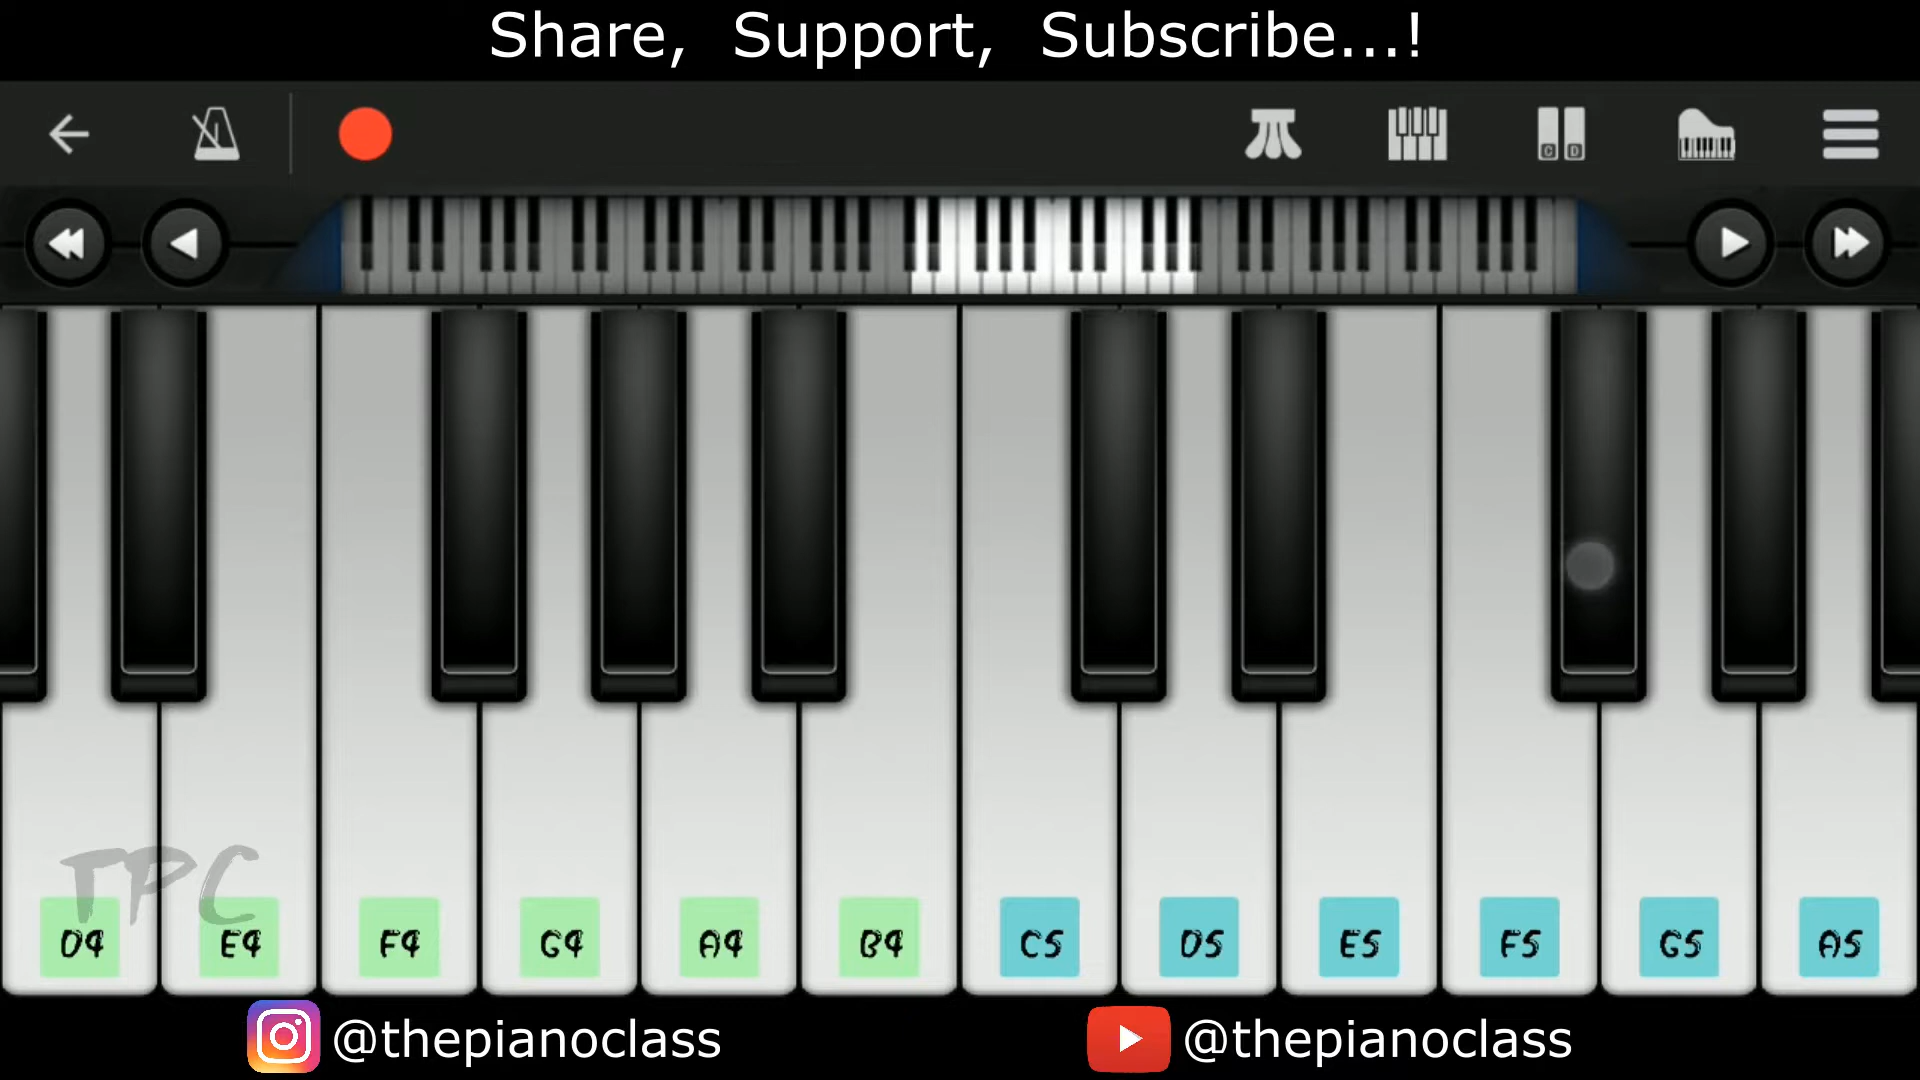 Share, Support, Subscribe...!
C D
TPC
D4 E4 F4 G4 A4 B4 C5 D5 E5 F5 G5 A5
@thepianoclass @thepianoclass